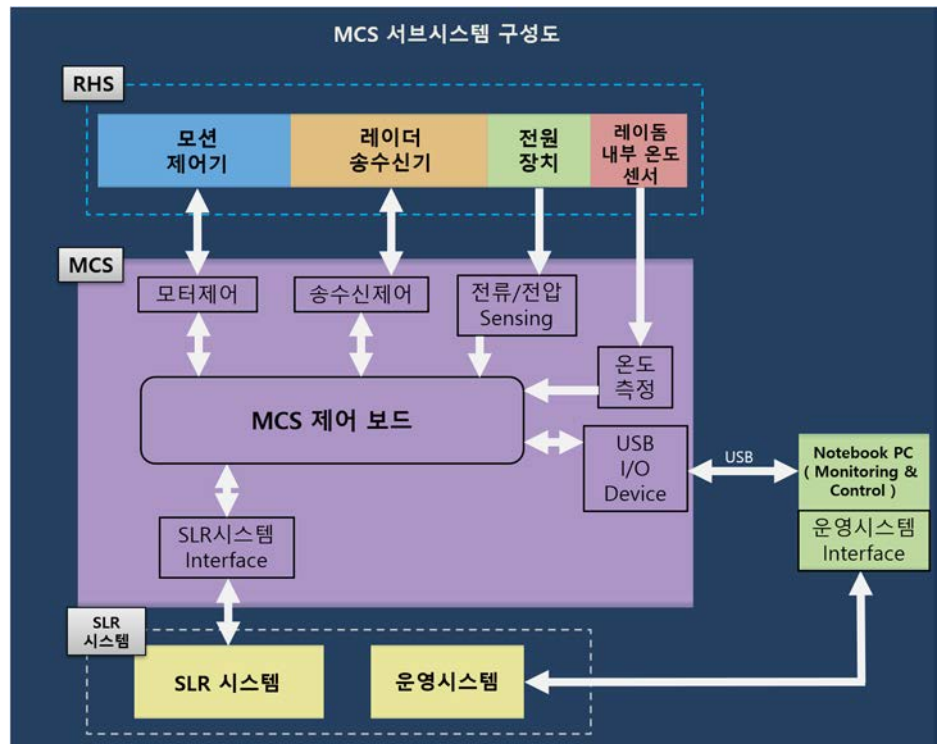 MCS 서브시스템 구성도
RHS
모션
제어기
레이더
송수신기
전원
장치
레이돔
내부 온도
센서
MCS
모터제어
송수신제어
전류/전압
Sensing
온도
측정
MCS 제어 보드
USB
I/O
Device
USB
Notebook PC
( Monitoring &
Control )
운영시스템
Interface
SLR시스템
Interface
SLR
시스템
SLR 시스템
운영시스템